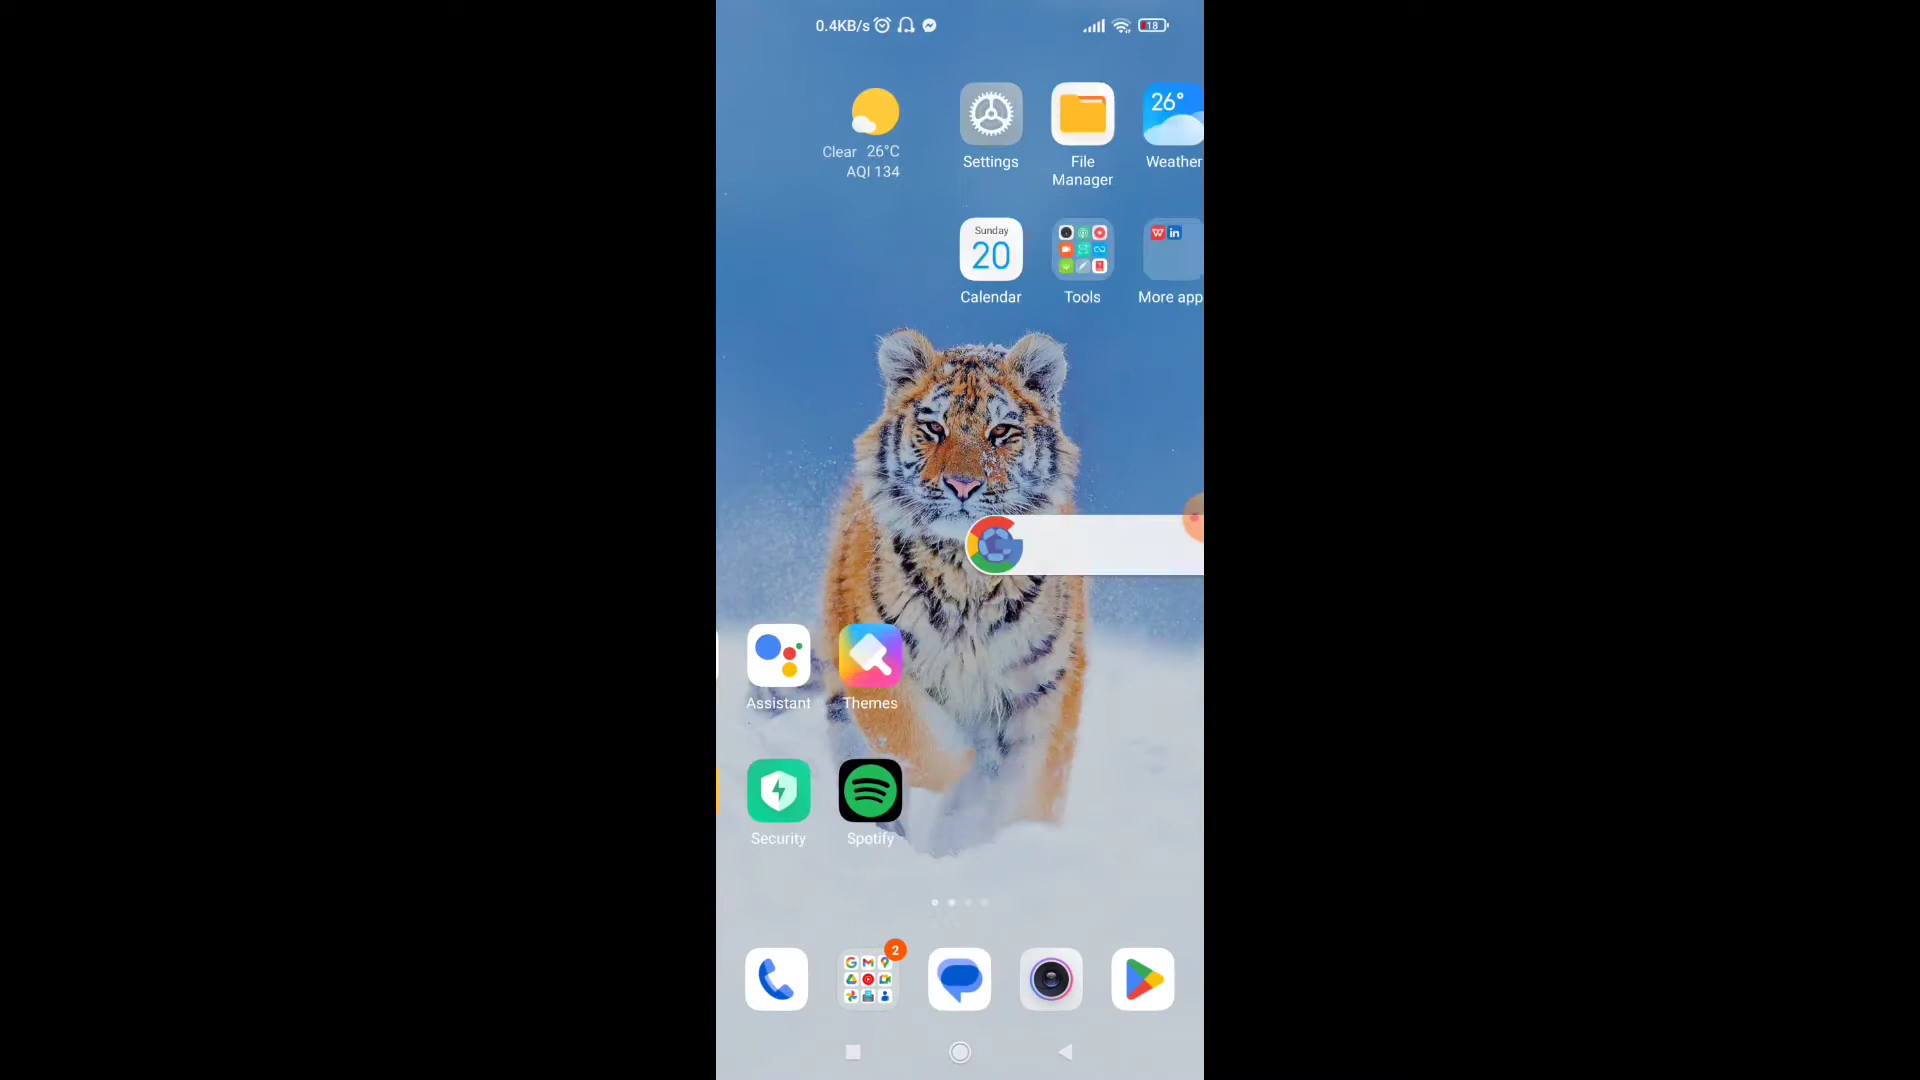 0.4KB/s
18
Clear 26°C
AQI 134
26°
Settings
File
Manager
Weather
Sunday
20
Calendar
Tools
More app
Assistant
Themes
Security
Spotify
2